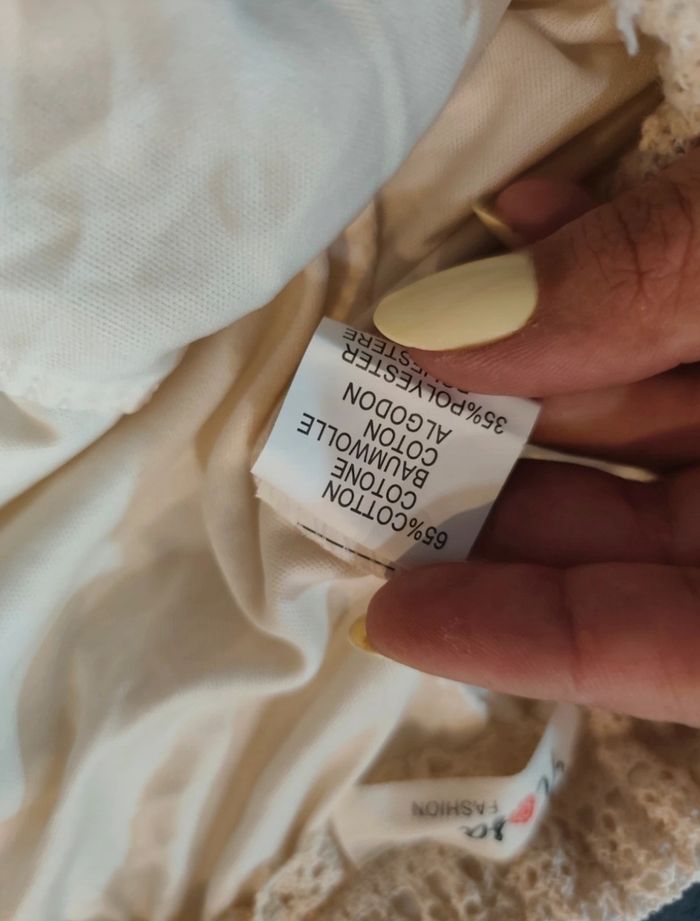 65%COTTON
COTONE
BAUMWOLLE
COTON
ALGODON
35%POLYESTER
FASHION